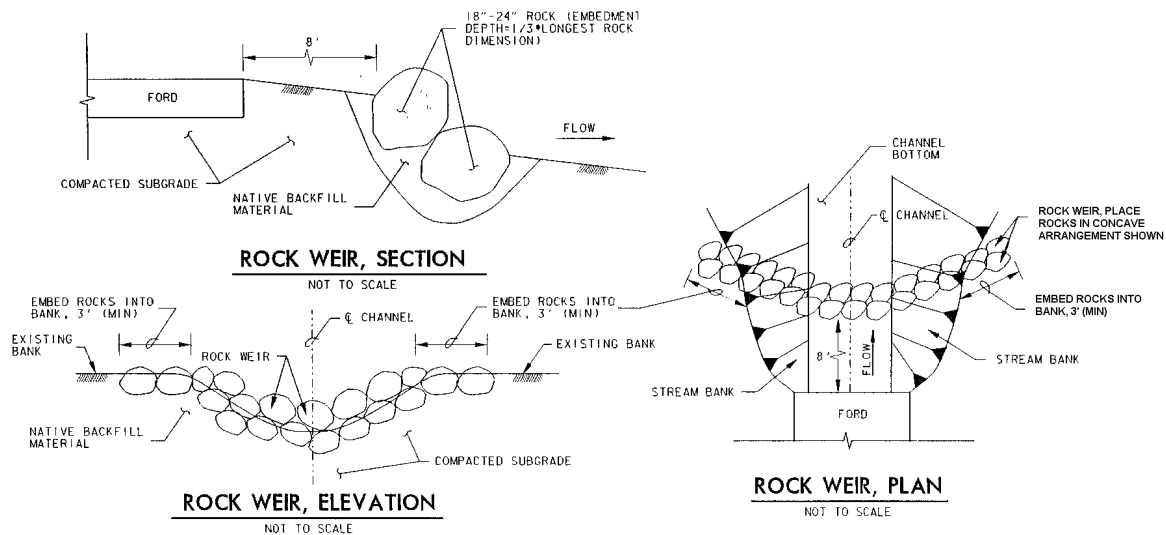 18"-24" ROCK (EMBEDMENT
DEPTH=1/3*LONGEST ROCK
DIMENSION)
8'
FORD
FLOW
COMPACTED SUBGRADE
NATIVE BACKFILL
MATERIAL
ROCK WEIR, SECTION
NOT TO SCALE
EMBED ROCKS INTO
BANK, 3' (MIN)
℄ CHANNEL
EMBED ROCKS INTO
BANK, 3' (MIN)
EXISTING
BANK
EXISTING BANK
ROCK WEIR
NATIVE BACKFILL
MATERIAL
COMPACTED SUBGRADE
ROCK WEIR, ELEVATION
NOT TO SCALE
CHANNEL
BOTTOM
℄ CHANNEL
ROCK WEIR, PLACE
ROCKS IN CONCAVE
ARRANGEMENT SHOWN
EMBED ROCKS INTO
BANK, 3' (MIN)
8'
FLOW
STREAM BANK
STREAM BANK
FORD
ROCK WEIR, PLAN
NOT TO SCALE